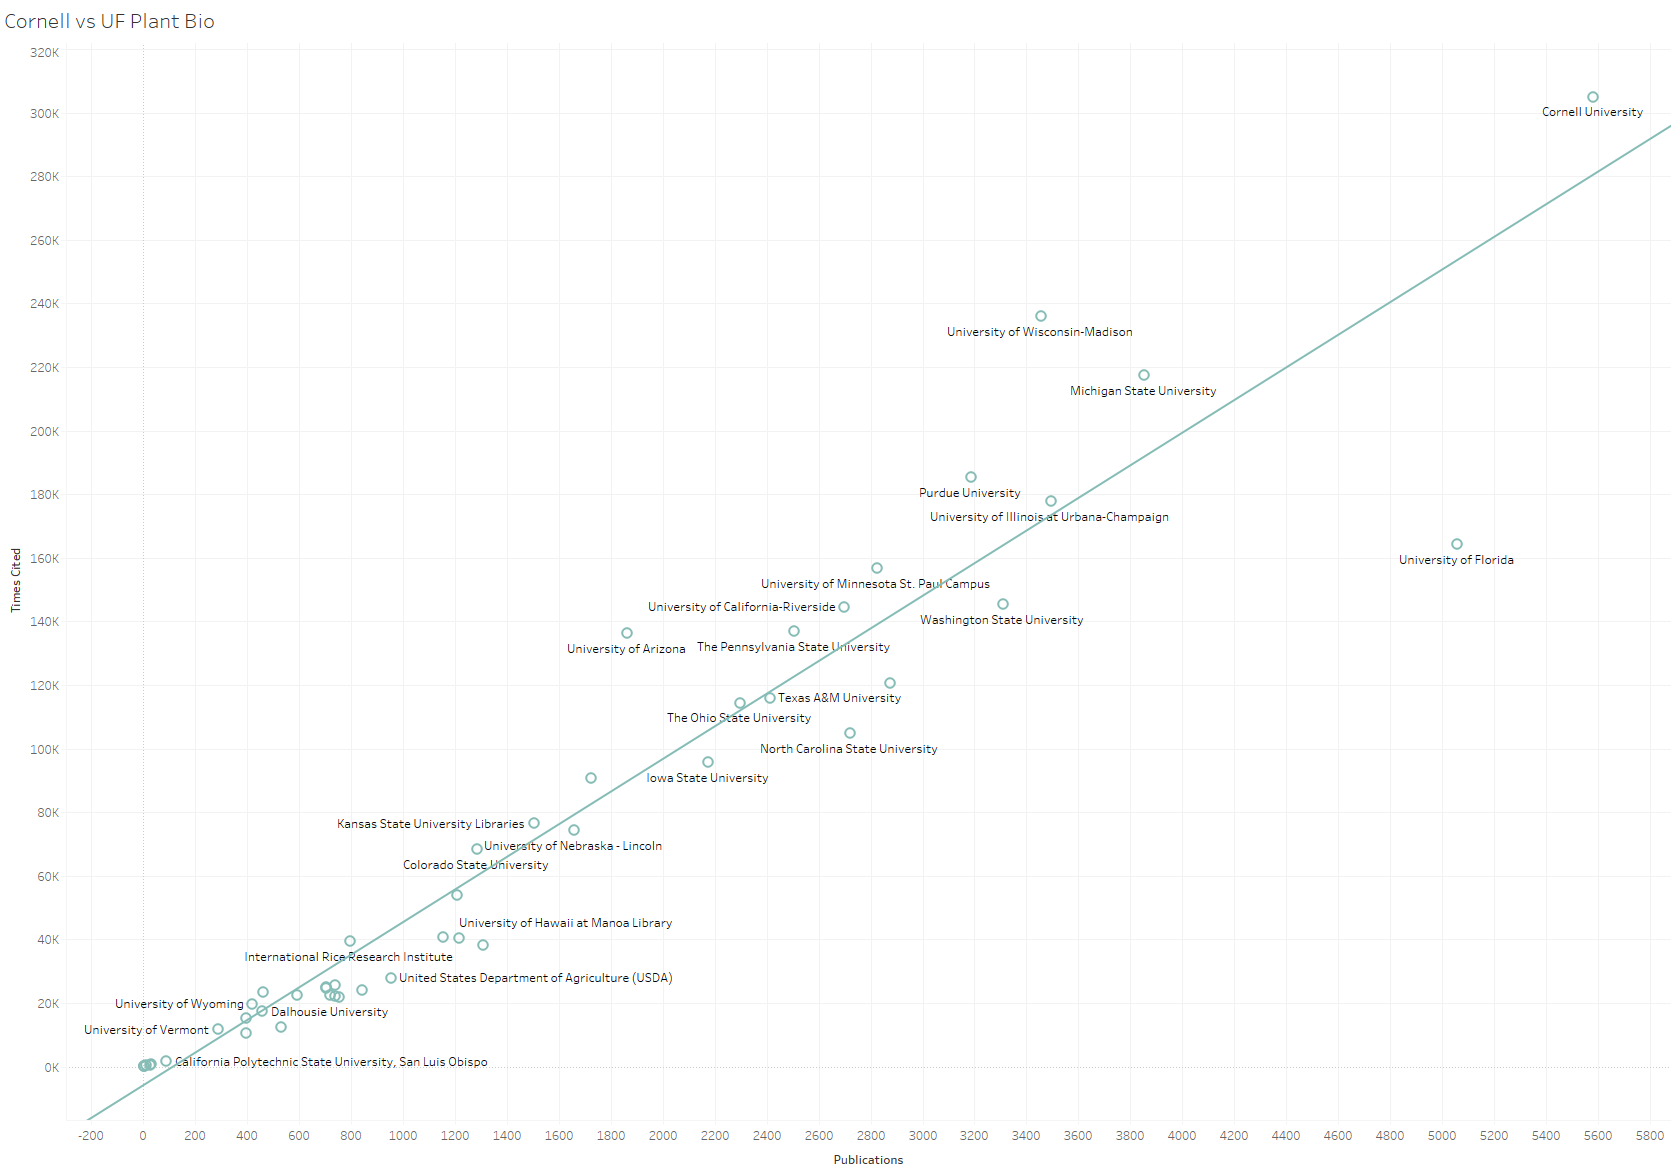 Cornell vs UF Plant Bio
320K
300K
Cornell University
280K
260K
240K
University of Wisconsin-Madison
220K
Michigan State University
200K
180K
Purdue University
University of Illinois at Urbana-Champaign
160K
University of Florida
University of Minnesota St. Paul Campus
University of California-Riverside
Washington State University
140K
University of Arizona
The Pennsylvania State University
120K
Texas A&M University
The Ohio State University
100K
North Carolina State University
Iowa State University
80K
Kansas State University Libraries
University of Nebraska - Lincoln
Colorado State University
60K
University of Hawaii at Manoa Library
40K
International Rice Research Institute
United States Department of Agriculture (USDA)
20K
University of Wyoming
Dalhousie University
University of Vermont
California Polytechnic State University, San Luis Obispo
0K
Times Cited
-200 0 200 400 600 800 1000 1200 1400 1600 1800 2000 2200 2400 2600 2800 3000 3200 3400 3600 3800 4000 4200 4400 4600 4800 5000 5200 5400 5600 5800
Publications